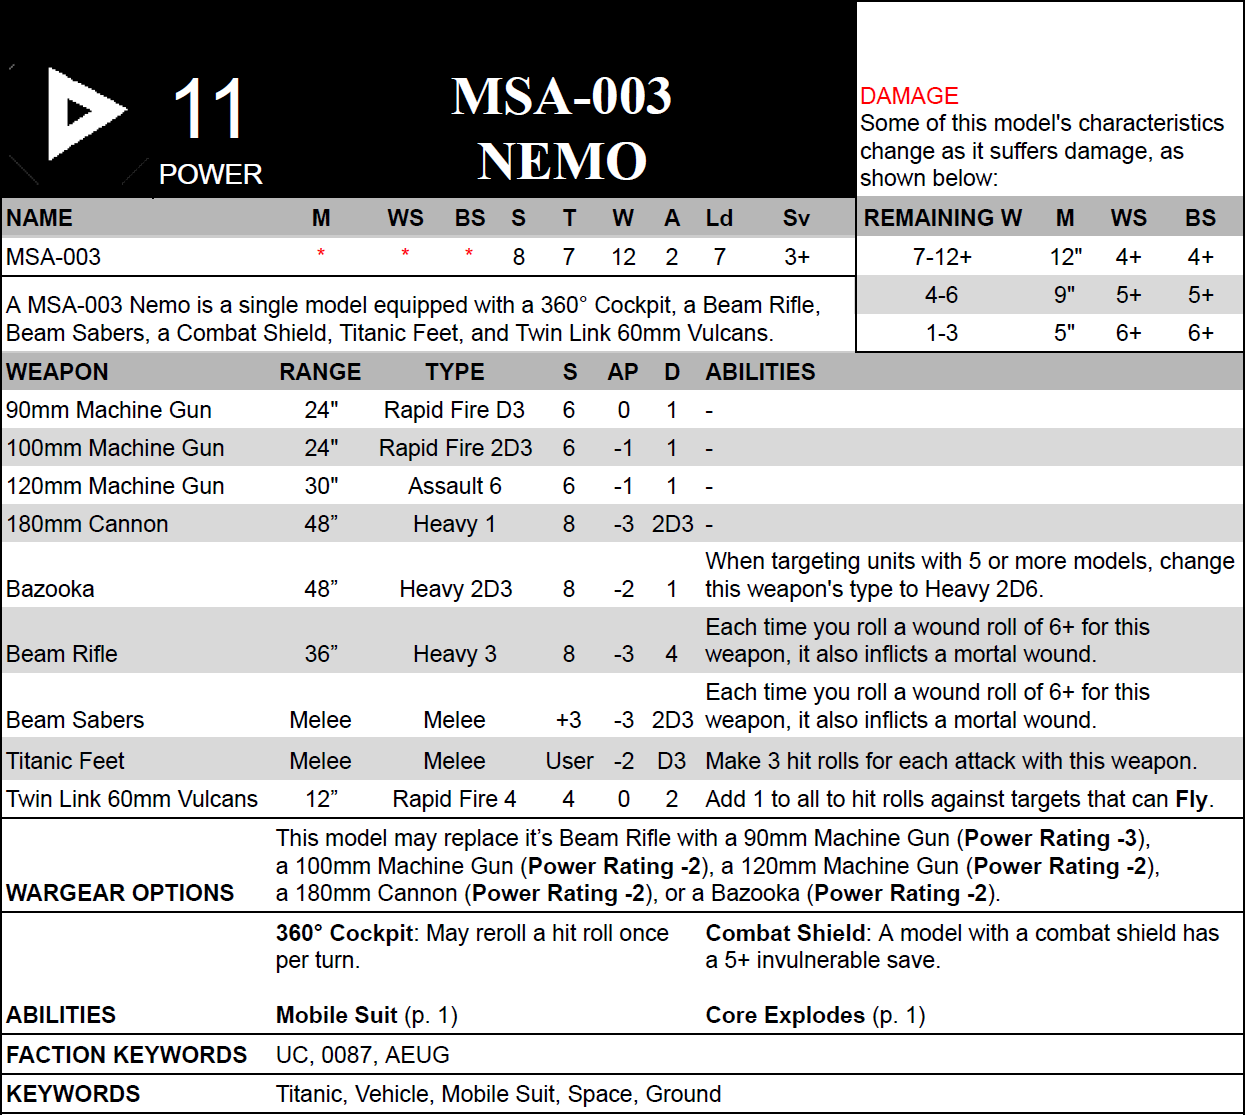 11
POWER
MSA-003
NEMO
DAMAGE
Some of this model's characteristics
change as it suffers damage, as
shown below:
NAME M WS BS S T W A Ld Sv
MSA-003 * * * 8 7 12 2 7 3+
REMAINING W M WS BS
7-12+ 12" 4+ 4+
4-6 9" 5+ 5+
1-3 5" 6+ 6+
A MSA-003 Nemo is a single model equipped with a 360° Cockpit, a Beam Rifle,
Beam Sabers, a Combat Shield, Titanic Feet, and Twin Link 60mm Vulcans.
WEAPON RANGE TYPE S AP D ABILITIES
90mm Machine Gun 24" Rapid Fire D3 6 0 1 -
100mm Machine Gun 24" Rapid Fire 2D3 6 -1 1 -
120mm Machine Gun 30" Assault 6 6 -1 1 -
180mm Cannon 48” Heavy 1 8 -3 2D3 -
When targeting units with 5 or more models, change
Bazooka 48” Heavy 2D3 8 -2 1 this weapon's type to Heavy 2D6.
Each time you roll a wound roll of 6+ for this
Beam Rifle 36” Heavy 3 8 -3 4 weapon, it also inflicts a mortal wound.
Each time you roll a wound roll of 6+ for this
Beam Sabers Melee Melee +3 -3 2D3 weapon, it also inflicts a mortal wound.
Titanic Feet Melee Melee User -2 D3 Make 3 hit rolls for each attack with this weapon.
Twin Link 60mm Vulcans 12” Rapid Fire 4 4 0 2 Add 1 to all to hit rolls against targets that can Fly.
This model may replace it’s Beam Rifle with a 90mm Machine Gun (Power Rating -3),
a 100mm Machine Gun (Power Rating -2), a 120mm Machine Gun (Power Rating -2),
WARGEAR OPTIONS a 180mm Cannon (Power Rating -2), or a Bazooka (Power Rating -2).
360° Cockpit: May reroll a hit roll once
per turn.
Combat Shield: A model with a combat shield has
a 5+ invulnerable save.
ABILITIES Mobile Suit (p. 1) Core Explodes (p. 1)
FACTION KEYWORDS UC, 0087, AEUG
KEYWORDS Titanic, Vehicle, Mobile Suit, Space, Ground